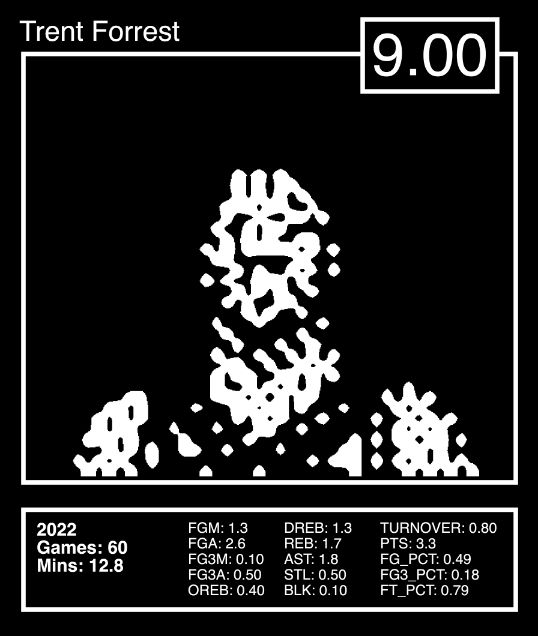 Trent Forrest
9.00
2022
Games: 60
Mins: 12.8
FGM: 1.3
FGA: 2.6
FG3M: 0.10
FG3A: 0.50
OREB: 0.40
DREB: 1.3
REB: 1.7
AST: 1.8
STL: 0.50
BLK: 0.10
TURNOVER: 0.80
PTS: 3.3
FG_PCT: 0.49
FG3_PCT: 0.18
FT_PCT: 0.79